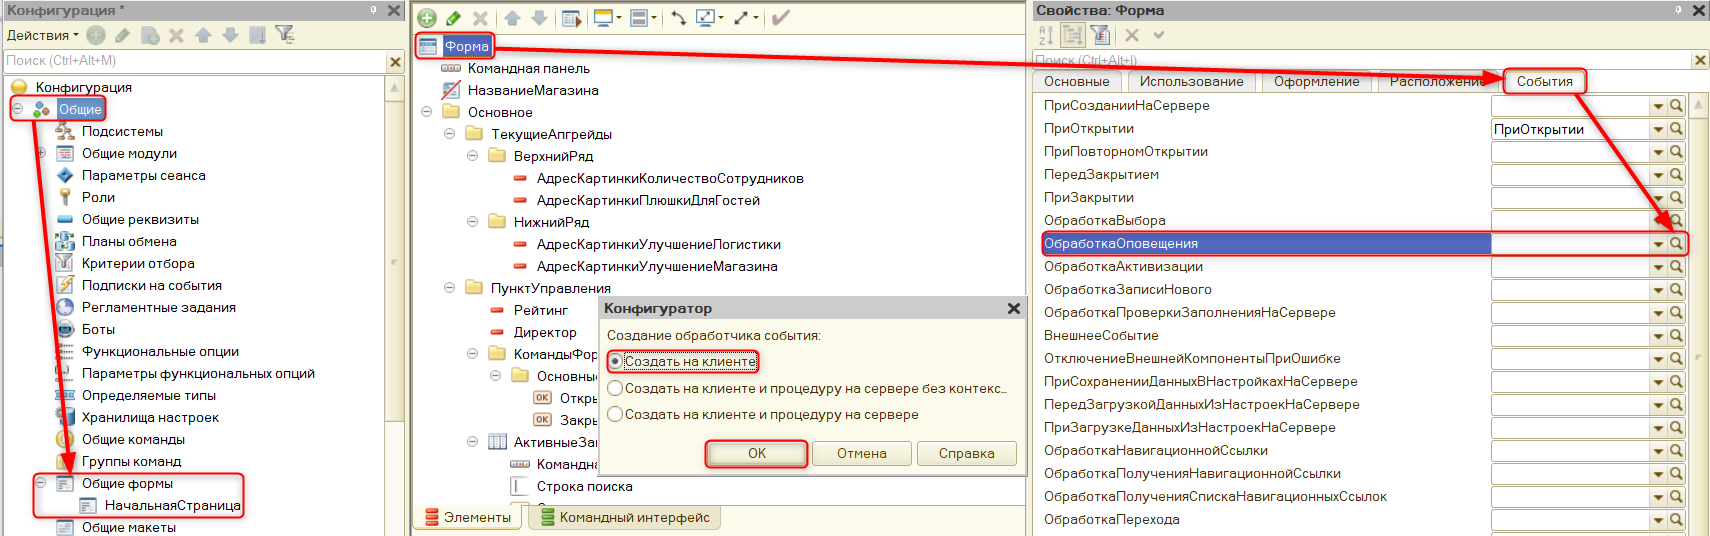 Конфигурация *
Действия
Поиск (Ctrl+Alt+M)
Конфигурация
Общие
Подсистемы
Общие модули
Параметры сеанса
Роли
Общие реквизиты
Планы обмена
Критерии отбора
Подписки на события
Регламентные задания
Боты
Функциональные опции
Параметры функциональных опций
Определяемые типы
Хранилища настроек
Общие команды
Группы команд
Общие формы
НачальнаяСтраница
Общие макеты
Форма
Командная панель
НазваниеМагазина
Основное
ТекущиеАпгрейды
ВерхнийРяд
АдресКартинкиКоличествоСотрудников
АдресКартинкиПлюшкиДляГостей
НижнийРяд
АдресКартинкиУлучшениеЛогистики
АдресКартинкиУлучшениеМагазина
ПунктУправления
Рейтинг
Директор
КомандыФор
Основные
OK Откры
OK Закры
АктивныеЗа
Командна
Строка поиска
Элементы
Командный интерфейс
Конфигуратор
Создание обработчика события:
Создать на клиенте
Создать на клиенте и процедуру на сервере без контекс...
Создать на клиенте и процедуру на сервере
OK
Отмена
Справка
Свойства: Форма
Поиск (Ctrl+Alt+I)
Основные
Использование
Оформление
Расположение
События
ПриСозданииНаСервере
ПриОткрытии ПриОткрытии
ПриПовторномОткрытии
ПередЗакрытием
ПриЗакрытии
ОбработкаВыбора
ОбработкаОповещения
ОбработкаАктивизации
ОбработкаЗаписиНового
ОбработкаПроверкиЗаполненияНаСервере
ВнешнееСобытие
ОтключениеВнешнейКомпонентыПриОшибке
ПриСохраненииДанныхВНастройкахНаСервере
ПередЗагрузкойДанныхИзНастроекНаСервере
ПриЗагрузкеДанныхИзНастроекНаСервере
ОбработкаНавигационнойСсылки
ОбработкаПолученияНавигационнойСсылки
ОбработкаПолученияСпискаНавигационныхСсылок
ОбработкаПерехода